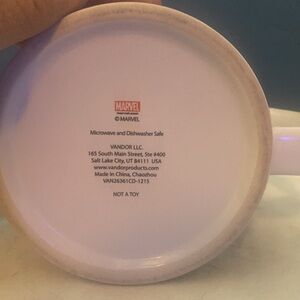 MARVEL
© MARVEL
Microwave and Dishwasher Safe
VANDOR LLC.
165 South Main Street, Ste #400
Salt Lake City, UT 84111 USA
www.vandorproducts.com
Made in China, Chaozhou
VAN26361CD-1215
NOT A TOY